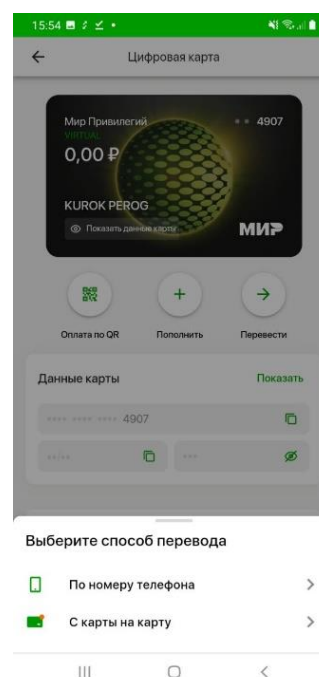 15:54
Цифровая карта
Мир Привилегий
4907
VIRTUAL
0,00 ₽
KUROK PEROG
Показать данные карты
МИР
Оплата по QR
Пополнить
Перевести
Данные карты
Показать
•••• •••• •••• 4907
••/••
•••
Выберите способ перевода
По номеру телефона
С карты на карту